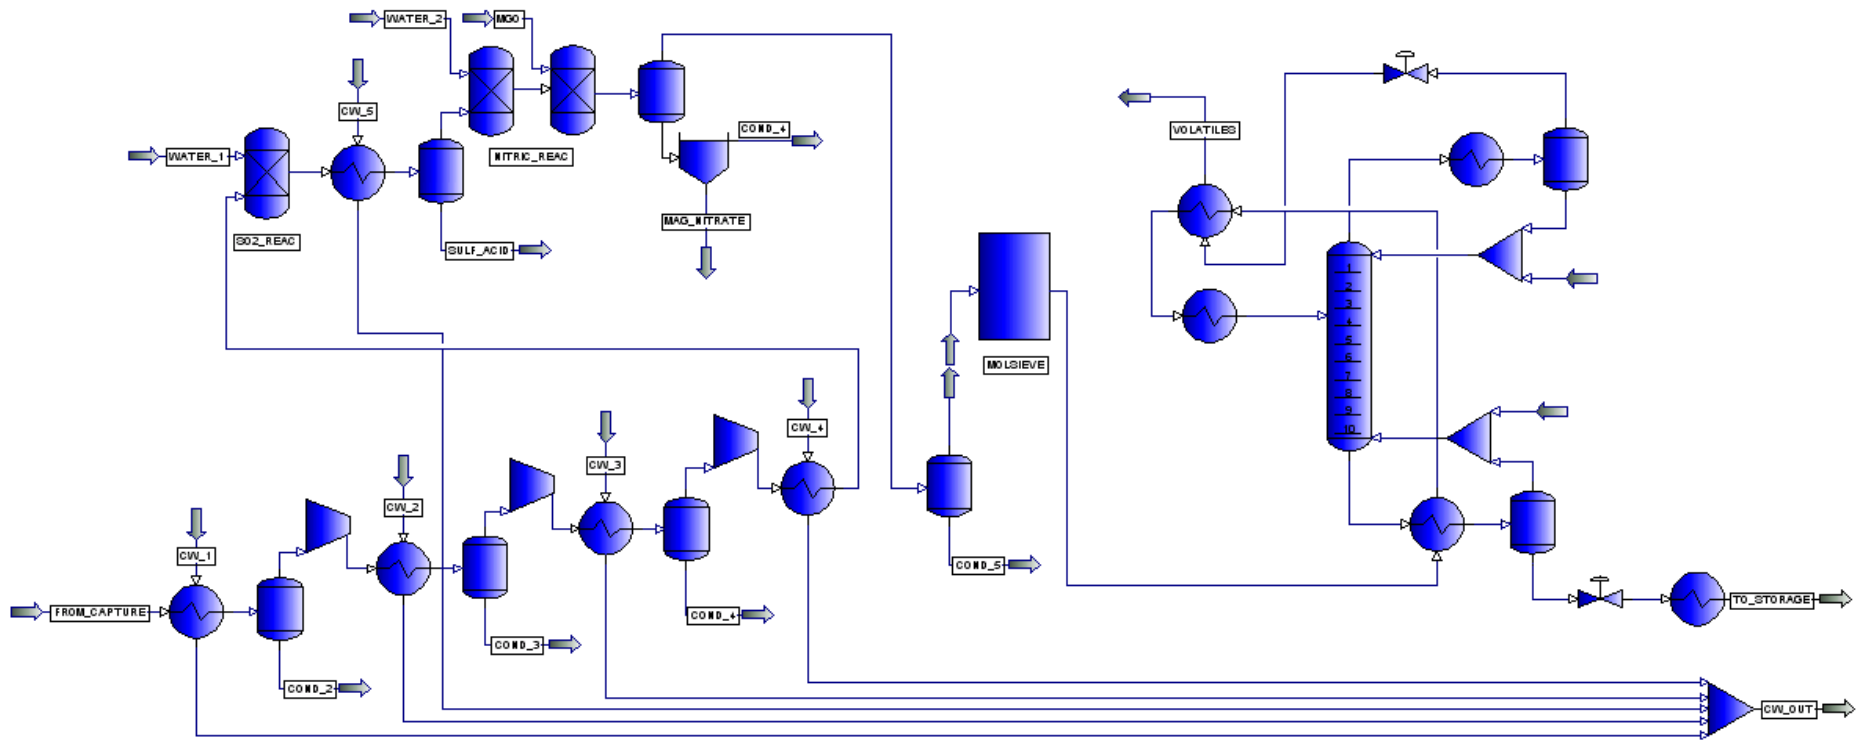 WATER_2
MGO
CW_5
COND_4
WATER_1
NITRIC_REAC
VOLATILES
MAG_NITRATE
SO2_REAC
SULF_ACID
1
2
3
4
5
6
7
8
9
10
MOLSIEVE
CW_4
CW_3
CW_2
CW_1
COND_5
FROM_CAPTURE
TO_STORAGE
COND_4
COND_3
COND_2
CW_OUT